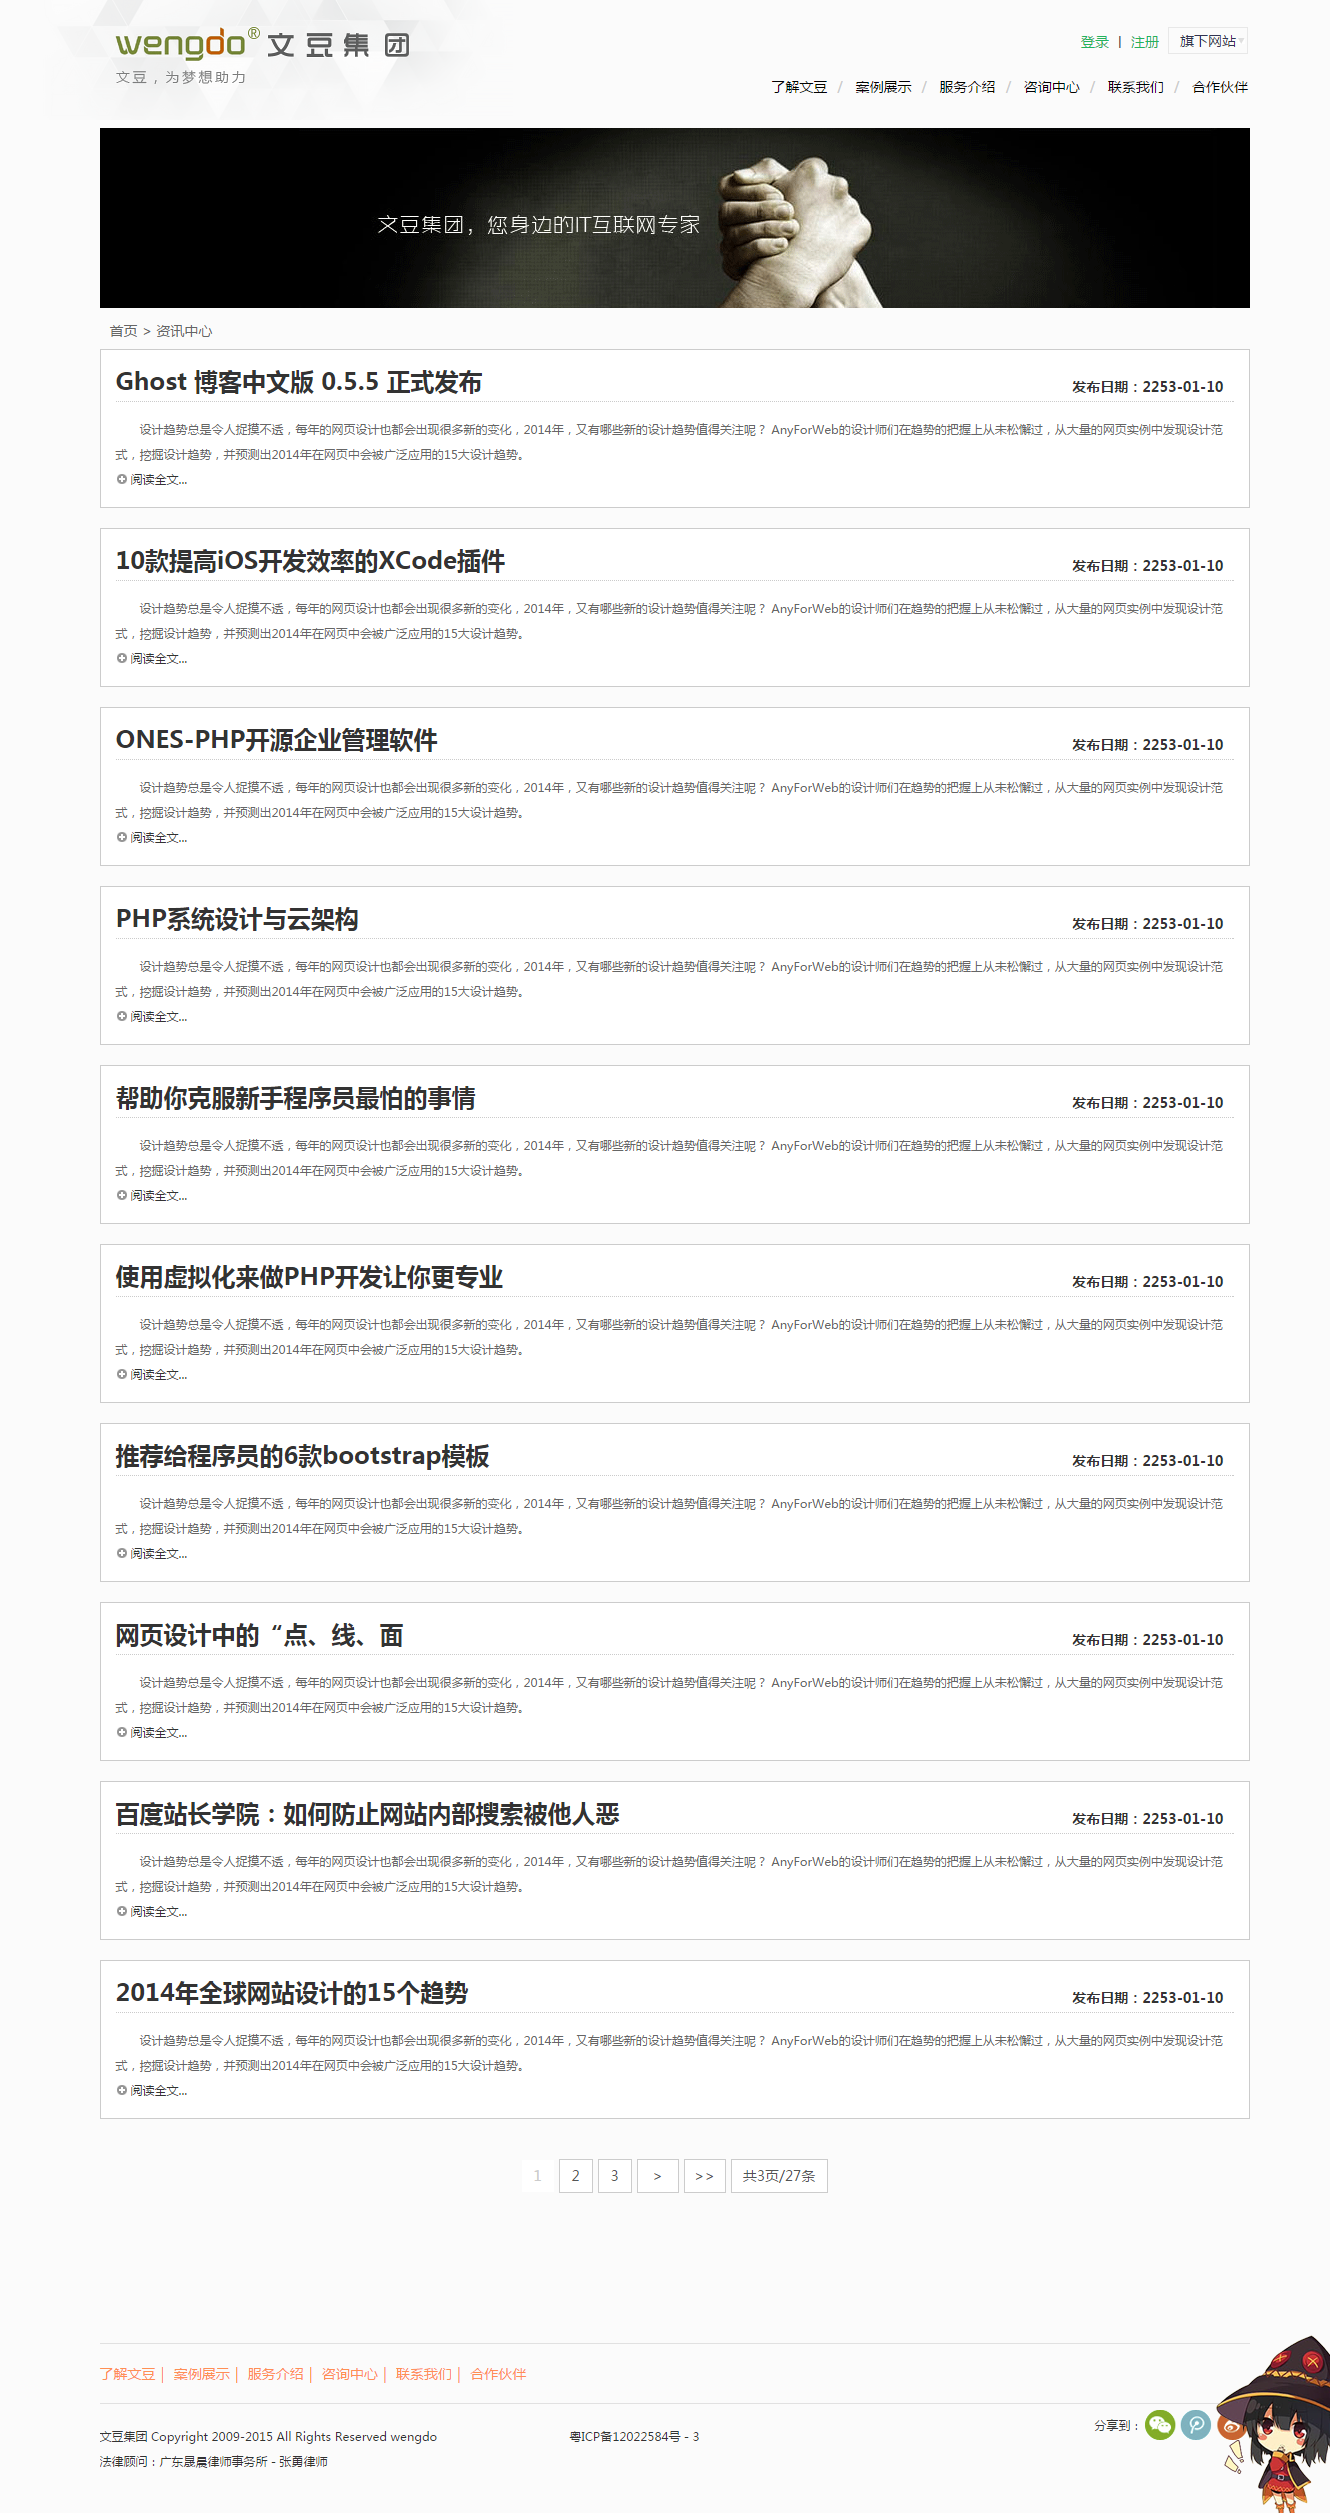 wengdo® 文豆集团
文豆，为梦想助力
登录 | 注册 旗下网站
了解文豆 / 案例展示 / 服务介绍 / 咨询中心 / 联系我们 / 合作伙伴
文豆集团，您身边的IT互联网专家
首页 > 资讯中心
Ghost 博客中文版 0.5.5 正式发布 发布日期：2253-01-10
设计趋势总是令人捉摸不透，每年的网页设计也都会出现很多新的变化，2014年，又有哪些新的设计趋势值得关注呢？ AnyForWeb的设计师们在趋势的把握上从未松懈过，从大量的网页实例中发现设计范
式，挖掘设计趋势，并预测出2014年在网页中会被广泛应用的15大设计趋势。
阅读全文...
10款提高iOS开发效率的XCode插件 发布日期：2253-01-10
设计趋势总是令人捉摸不透，每年的网页设计也都会出现很多新的变化，2014年，又有哪些新的设计趋势值得关注呢？ AnyForWeb的设计师们在趋势的把握上从未松懈过，从大量的网页实例中发现设计范
式，挖掘设计趋势，并预测出2014年在网页中会被广泛应用的15大设计趋势。
阅读全文...
ONES-PHP开源企业管理软件 发布日期：2253-01-10
设计趋势总是令人捉摸不透，每年的网页设计也都会出现很多新的变化，2014年，又有哪些新的设计趋势值得关注呢？ AnyForWeb的设计师们在趋势的把握上从未松懈过，从大量的网页实例中发现设计范
式，挖掘设计趋势，并预测出2014年在网页中会被广泛应用的15大设计趋势。
阅读全文...
PHP系统设计与云架构 发布日期：2253-01-10
设计趋势总是令人捉摸不透，每年的网页设计也都会出现很多新的变化，2014年，又有哪些新的设计趋势值得关注呢？ AnyForWeb的设计师们在趋势的把握上从未松懈过，从大量的网页实例中发现设计范
式，挖掘设计趋势，并预测出2014年在网页中会被广泛应用的15大设计趋势。
阅读全文...
帮助你克服新手程序员最怕的事情 发布日期：2253-01-10
设计趋势总是令人捉摸不透，每年的网页设计也都会出现很多新的变化，2014年，又有哪些新的设计趋势值得关注呢？ AnyForWeb的设计师们在趋势的把握上从未松懈过，从大量的网页实例中发现设计范
式，挖掘设计趋势，并预测出2014年在网页中会被广泛应用的15大设计趋势。
阅读全文...
使用虚拟化来做PHP开发让你更专业 发布日期：2253-01-10
设计趋势总是令人捉摸不透，每年的网页设计也都会出现很多新的变化，2014年，又有哪些新的设计趋势值得关注呢？ AnyForWeb的设计师们在趋势的把握上从未松懈过，从大量的网页实例中发现设计范
式，挖掘设计趋势，并预测出2014年在网页中会被广泛应用的15大设计趋势。
阅读全文...
推荐给程序员的6款bootstrap模板 发布日期：2253-01-10
设计趋势总是令人捉摸不透，每年的网页设计也都会出现很多新的变化，2014年，又有哪些新的设计趋势值得关注呢？ AnyForWeb的设计师们在趋势的把握上从未松懈过，从大量的网页实例中发现设计范
式，挖掘设计趋势，并预测出2014年在网页中会被广泛应用的15大设计趋势。
阅读全文...
网页设计中的“点、线、面 发布日期：2253-01-10
设计趋势总是令人捉摸不透，每年的网页设计也都会出现很多新的变化，2014年，又有哪些新的设计趋势值得关注呢？ AnyForWeb的设计师们在趋势的把握上从未松懈过，从大量的网页实例中发现设计范
式，挖掘设计趋势，并预测出2014年在网页中会被广泛应用的15大设计趋势。
阅读全文...
百度站长学院：如何防止网站内部搜索被他人恶 发布日期：2253-01-10
设计趋势总是令人捉摸不透，每年的网页设计也都会出现很多新的变化，2014年，又有哪些新的设计趋势值得关注呢？ AnyForWeb的设计师们在趋势的把握上从未松懈过，从大量的网页实例中发现设计范
式，挖掘设计趋势，并预测出2014年在网页中会被广泛应用的15大设计趋势。
阅读全文...
2014年全球网站设计的15个趋势 发布日期：2253-01-10
设计趋势总是令人捉摸不透，每年的网页设计也都会出现很多新的变化，2014年，又有哪些新的设计趋势值得关注呢？ AnyForWeb的设计师们在趋势的把握上从未松懈过，从大量的网页实例中发现设计范
式，挖掘设计趋势，并预测出2014年在网页中会被广泛应用的15大设计趋势。
阅读全文...
1 2 3 > >> 共3页/27条
了解文豆 | 案例展示 | 服务介绍 | 咨询中心 | 联系我们 | 合作伙伴
文豆集团 Copyright 2009-2015 All Rights Reserved wengdo 粤ICP备12022584号 - 3 分享到：
法律顾问：广东晟晨律师事务所 - 张勇律师